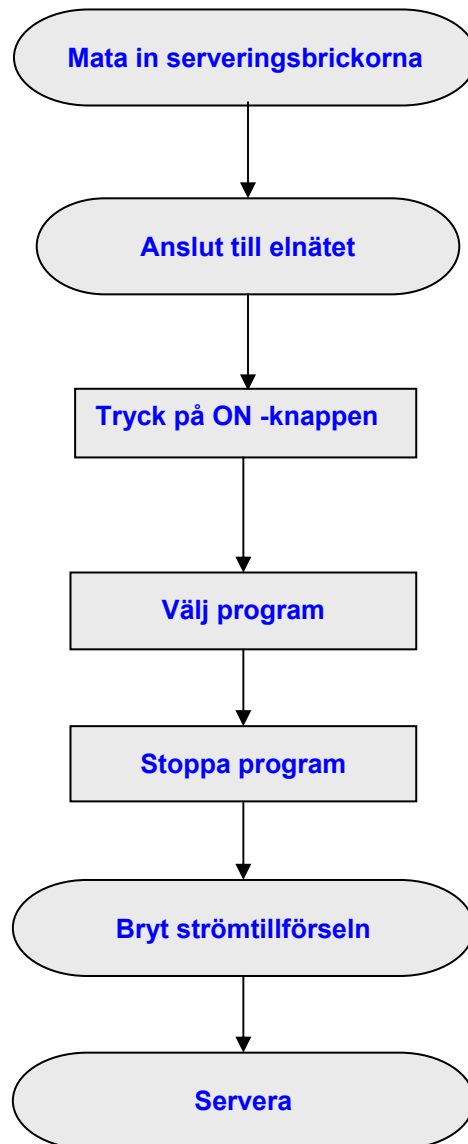 Mata in serveringsbrickorna
Anslut till elnätet
Tryck på ON -knappen
Välj program
Stoppa program
Bryt strömtillförseln
Servera